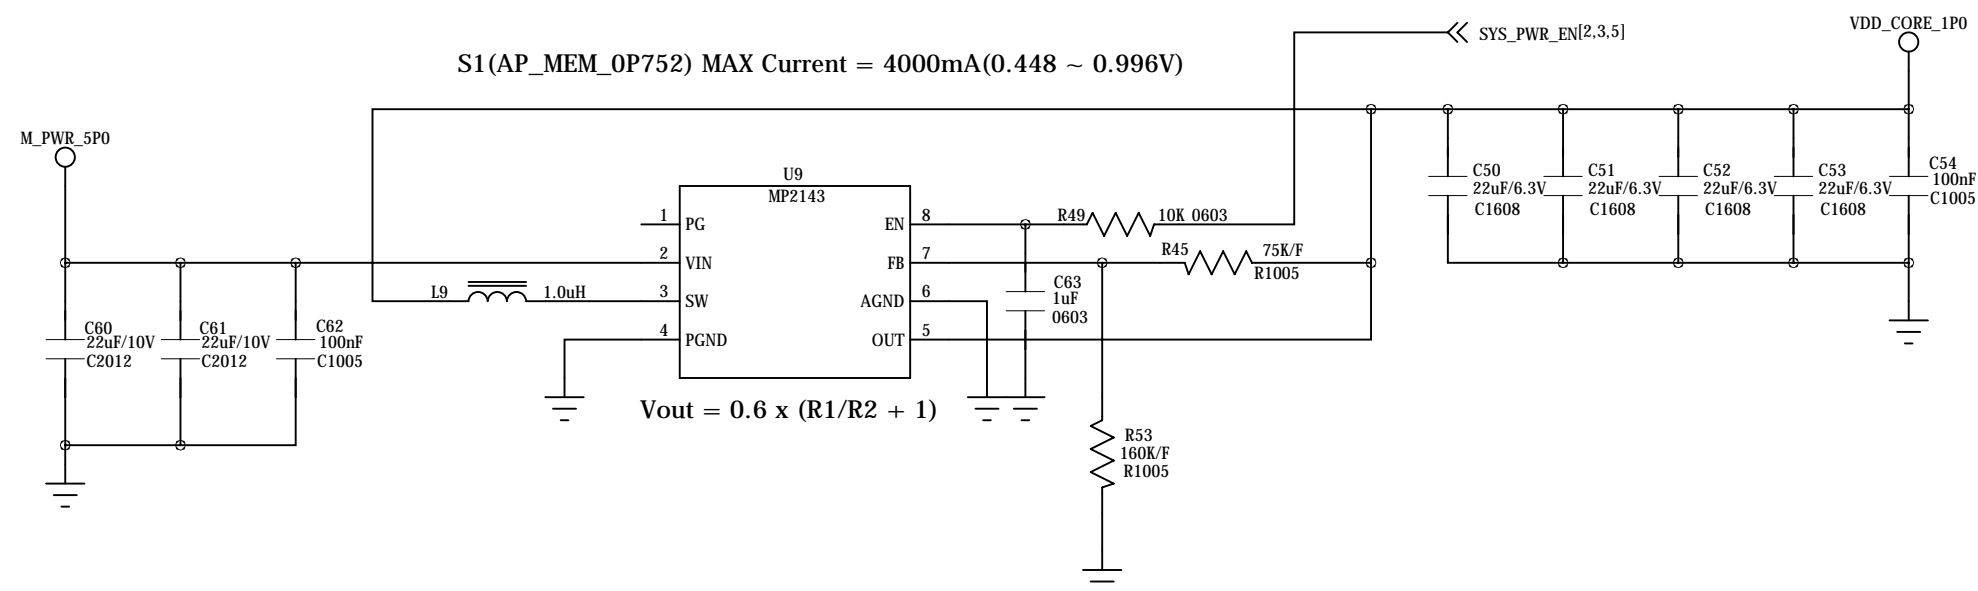 VDD_CORE_1P0
SYS_PWR_EN[2,3,5]
S1(AP_MEM_0P752) MAX Current = 4000mA(0.448 ~ 0.996V)
M_PWR_5P0
U9
MP2143
1
PG
2
VIN
3
SW
4
PGND
EN
8
FB
7
AGND
6
OUT
5
L9
1.0uH
R49
10K 0603
R45
75K/F
R1005
C63
1uF
0603
C50
22uF/6.3V
C1608
C51
22uF/6.3V
C1608
C52
22uF/6.3V
C1608
C53
22uF/6.3V
C1608
C54
100nF
C1005
C60
22uF/10V
C2012
C61
22uF/10V
C2012
C62
100nF
C1005
Vout = 0.6 x (R1/R2 + 1)
R53
160K/F
R1005